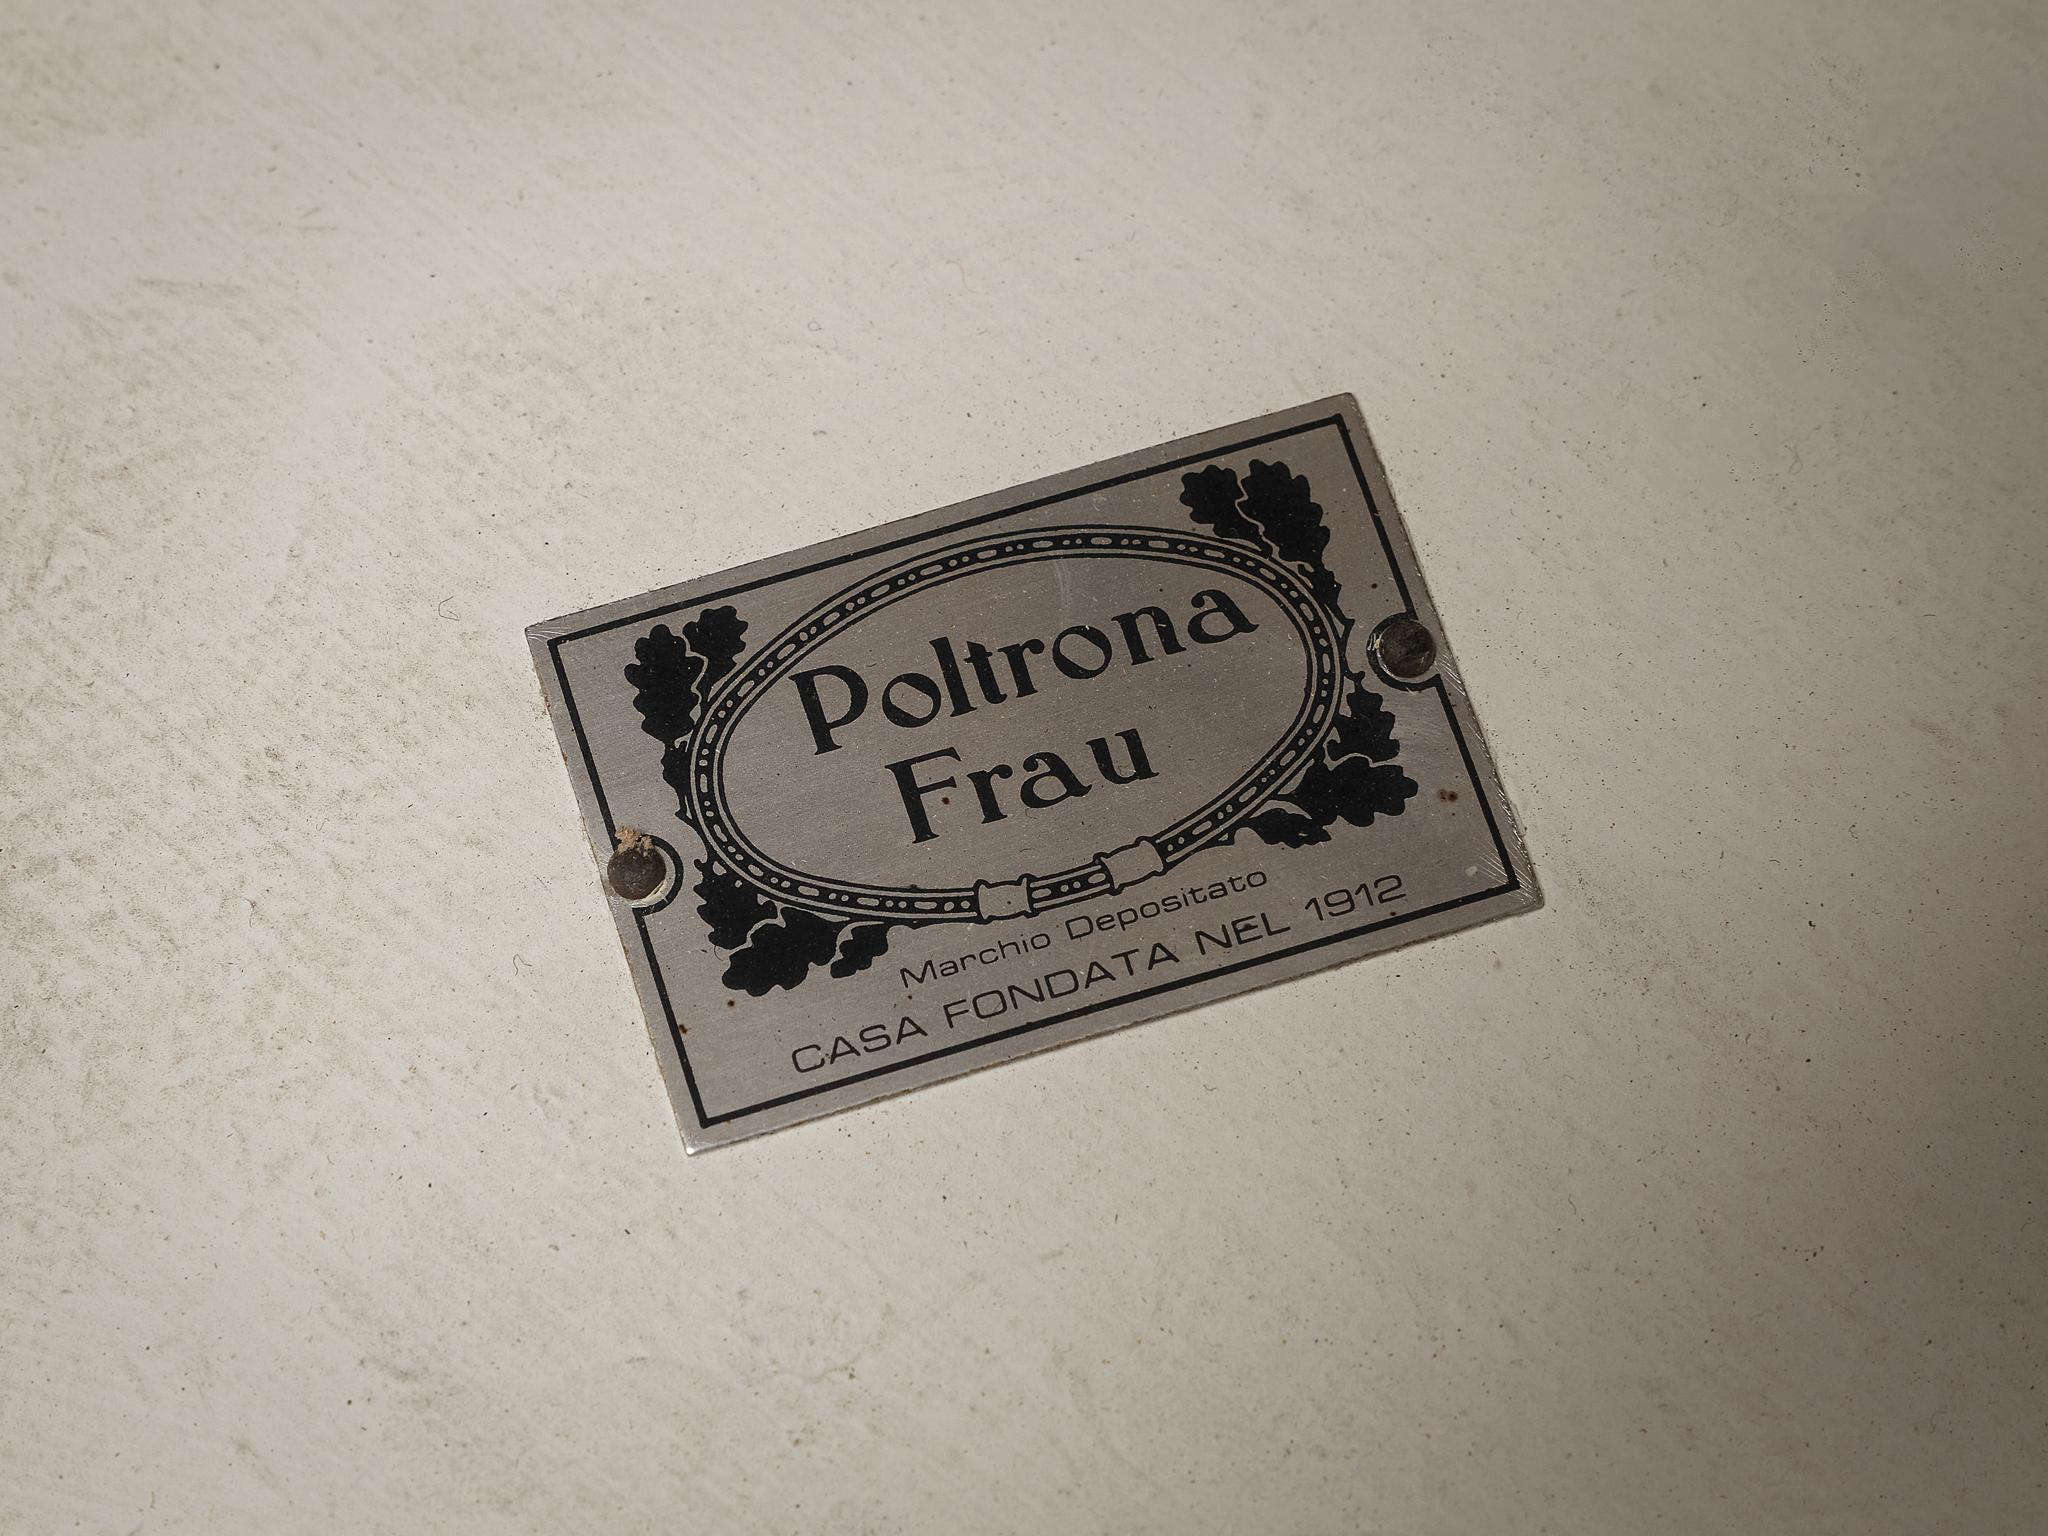 Poltrona
Frau
Marchio Depositato
CASA FONDATA NEL 1912